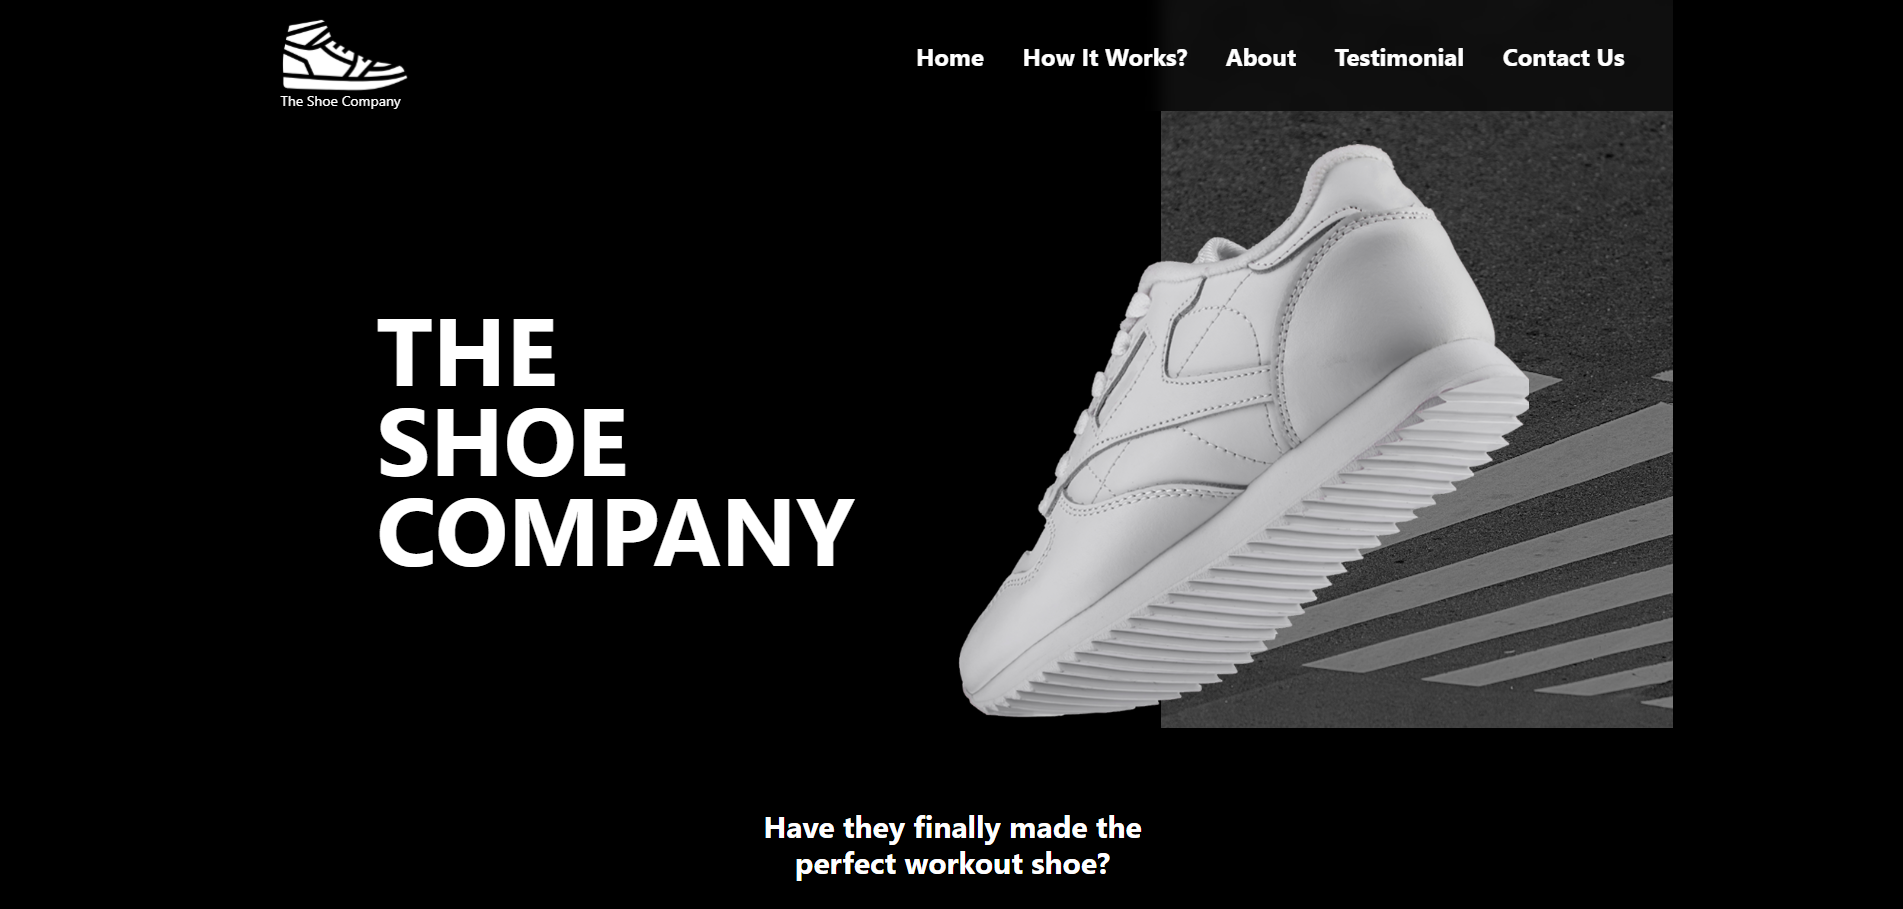 The Shoe Company
Home How It Works? About Testimonial Contact Us
THE
SHOE
COMPANY
Have they finally made the
perfect workout shoe?